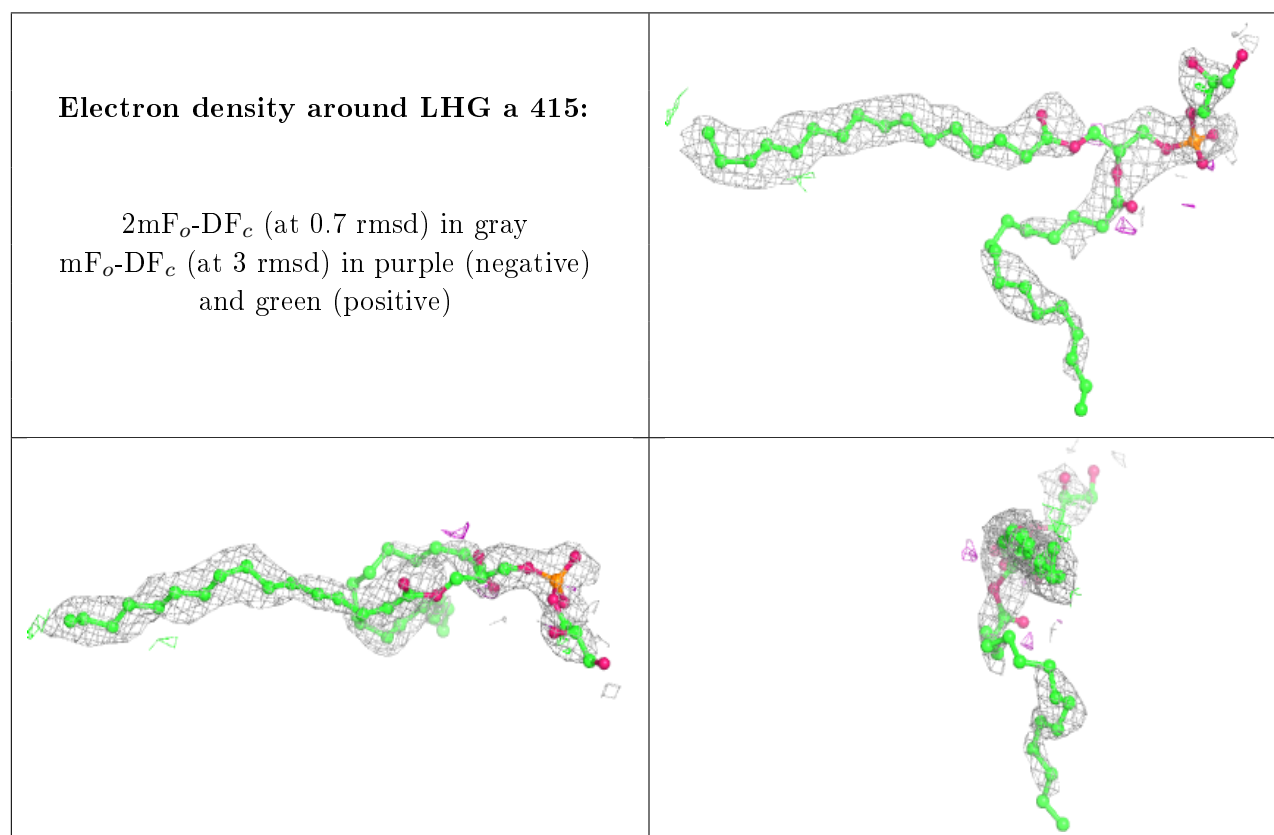 Electron density around LHG a 415:
2mFo-DFc (at 0.7 rmsd) in gray
mFo-DFc (at 3 rmsd) in purple (negative)
and green (positive)